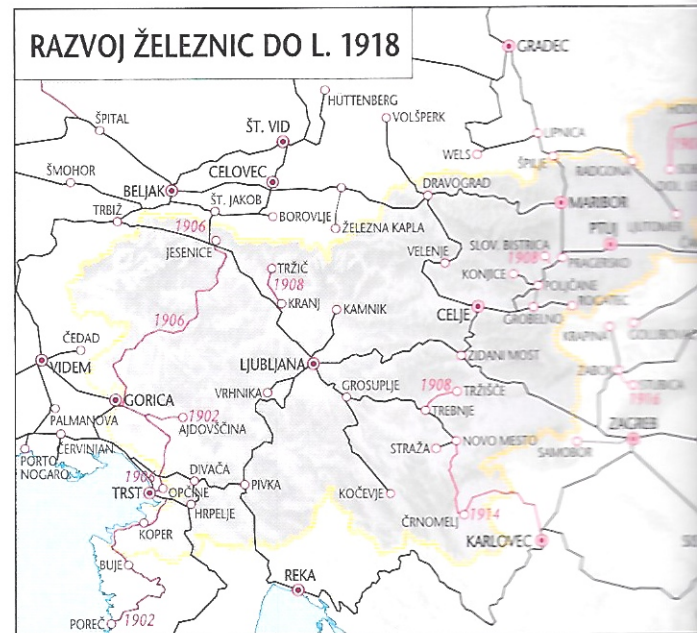 RAZVOJ ŽELEZNIC DO L. 1918
GRADEC
HÜTTENBERG
VOLŠPERK
ŠPITAL
ŠT. VID
LIPNICA
WELS
ŠPILJE
RADGONA
ŠMOHOR
CELOVEC
BELJAK
DRAVOGRAD
MARIBOR
LJUTOMER
TRBIŽ
ŠT. JAKOB
BOROVLJE
ŽELEZNA KAPLA
PTUJ
1906
JESENICE
VELENJE
SLOV. BISTRICA
1908
PRAGERSKO
TRŽIČ
1908
KONJICE
POLJČANE
KRANJ
KAMNIK
CELJE
ROGATEC
GROBELNO
1906
KRAPINA
ČEDAD
VIDEM
LJUBLJANA
ZIDANI MOST
ZABOK
VRHNIKA
GROSUPLJE
1908
TRŽIŠČE
STUBICA
1916
GORICA
1902
AJDOVŠČINA
TREBNJE
PALMANOVA
ČERVINJAN
STRAŽA
NOVO MESTO
SAMOBOR
ZAGREB
PORTO
NOGARO
DIVAČA
PIVKA
KOČEVJE
1906
OPČINE
TRST
HRPELJE
ČRNOMELJ
1914
KOPER
KARLOVEC
BUJE
REKA
POREČ
1902